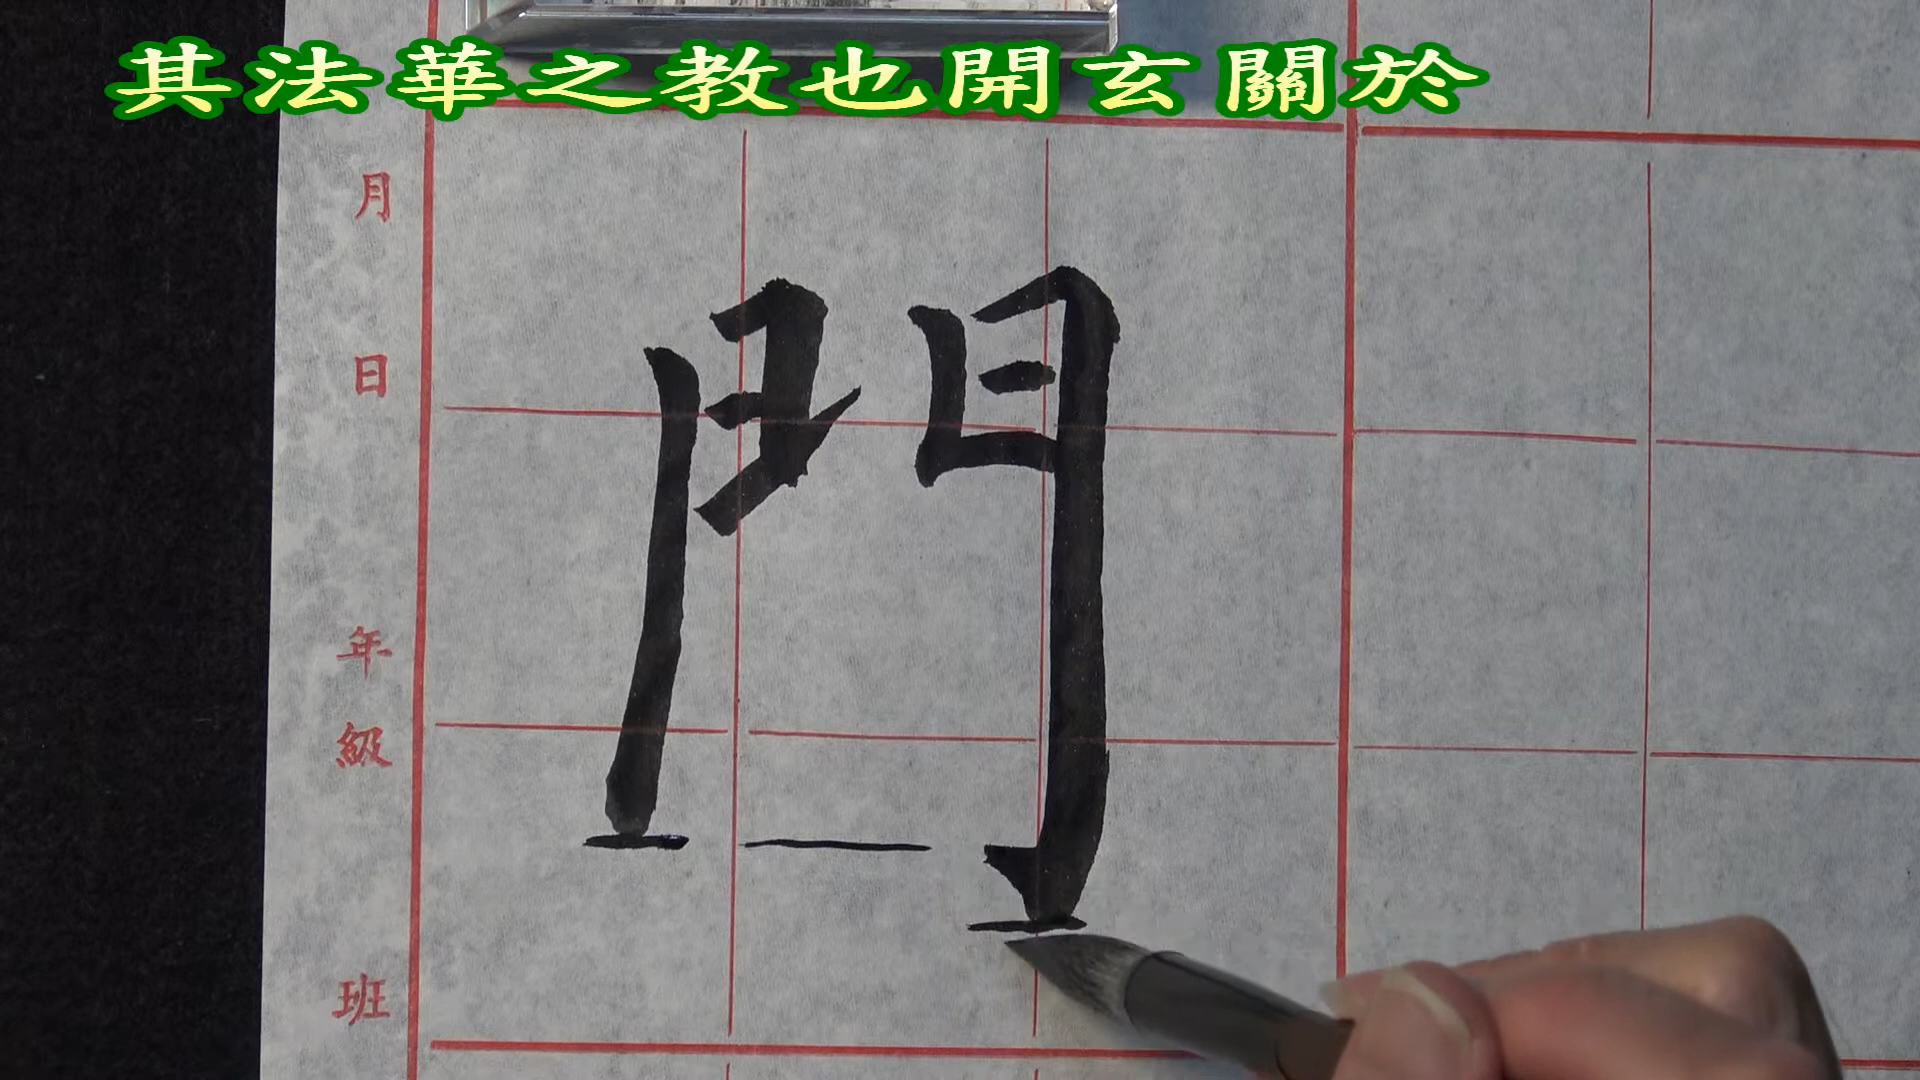 其法華之教也開玄關於
月
日
年
級
班
門